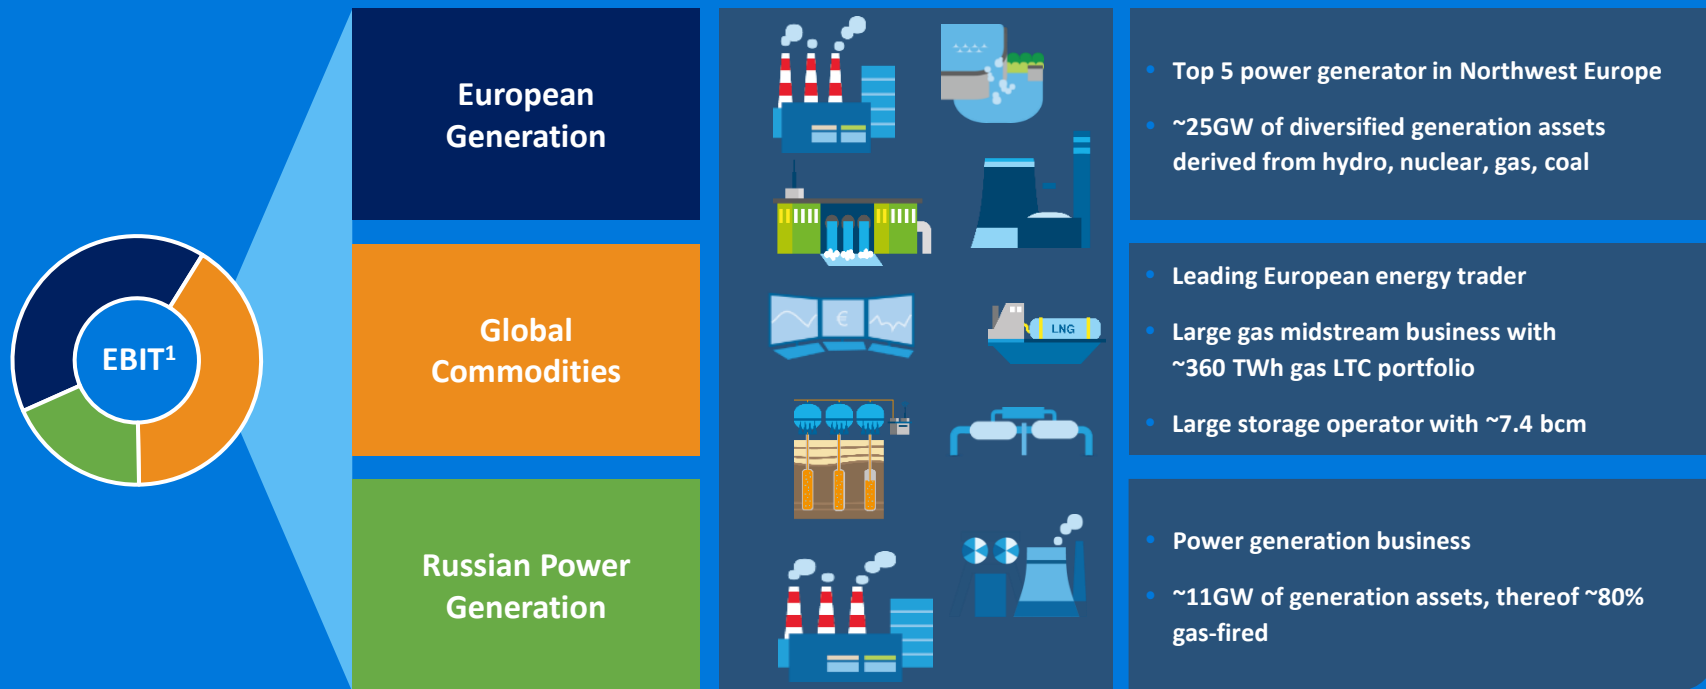 European
Generation
Top 5 power generator in Northwest Europe
~25GW of diversified generation assets
derived from hydro, nuclear, gas, coal
EBIT¹
Global
Commodities
€
LNG
Leading European energy trader
Large gas midstream business with
~360 TWh gas LTC portfolio
Large storage operator with ~7.4 bcm
Russian Power
Generation
Power generation business
~11GW of generation assets, thereof ~80%
gas-fired